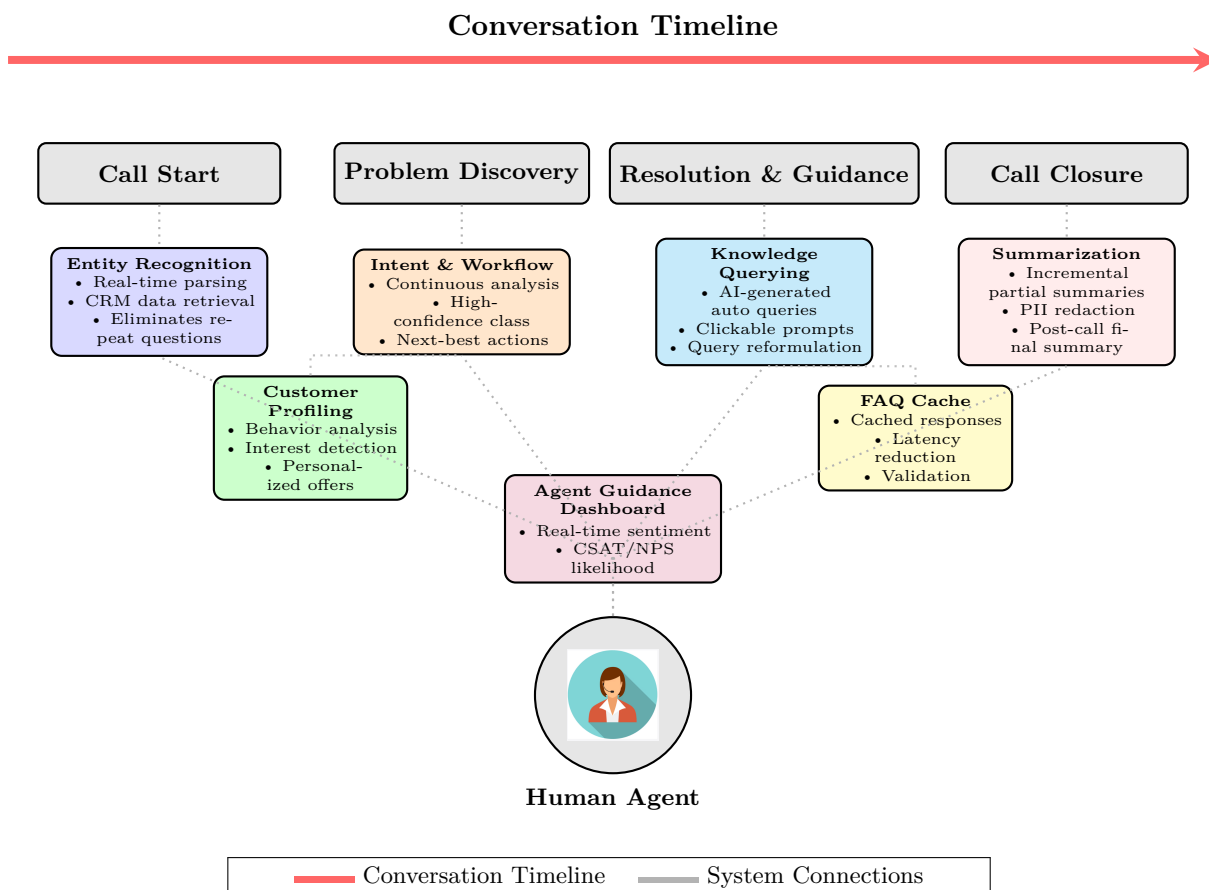 Conversation Timeline
Call Start
Problem Discovery
Resolution & Guidance
Call Closure
Entity Recognition
• Real-time parsing
• CRM data retrieval
• Eliminates re-
peat questions
Intent & Workflow
• Continuous analysis
• High-
confidence class
• Next-best actions
Knowledge
Querying
• AI-generated
auto queries
• Clickable prompts
• Query reformulation
Summarization
• Incremental
partial summaries
• PII redaction
• Post-call fi-
nal summary
Customer
Profiling
• Behavior analysis
• Interest detection
• Personal-
ized offers
FAQ Cache
• Cached responses
• Latency
reduction
• Validation
Agent Guidance
Dashboard
• Real-time sentiment
• CSAT/NPS
likelihood
Human Agent
Conversation Timeline
System Connections